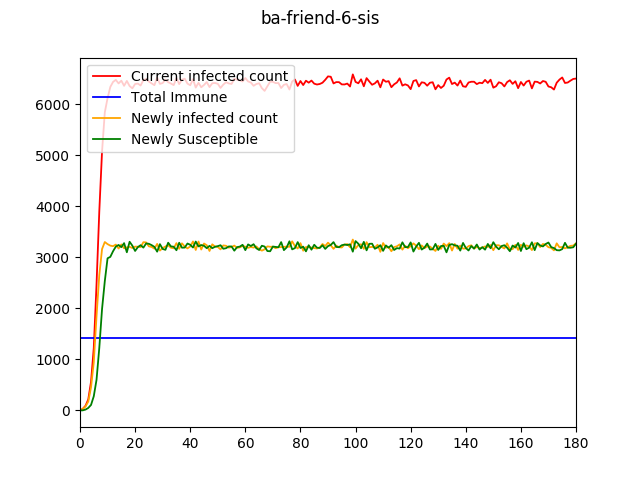 ba-friend-6-sis
Current infected count
Total Immune
Newly infected count
Newly Susceptible
6000
5000
4000
3000
2000
1000
0
0 20 40 60 80 100 120 140 160 180